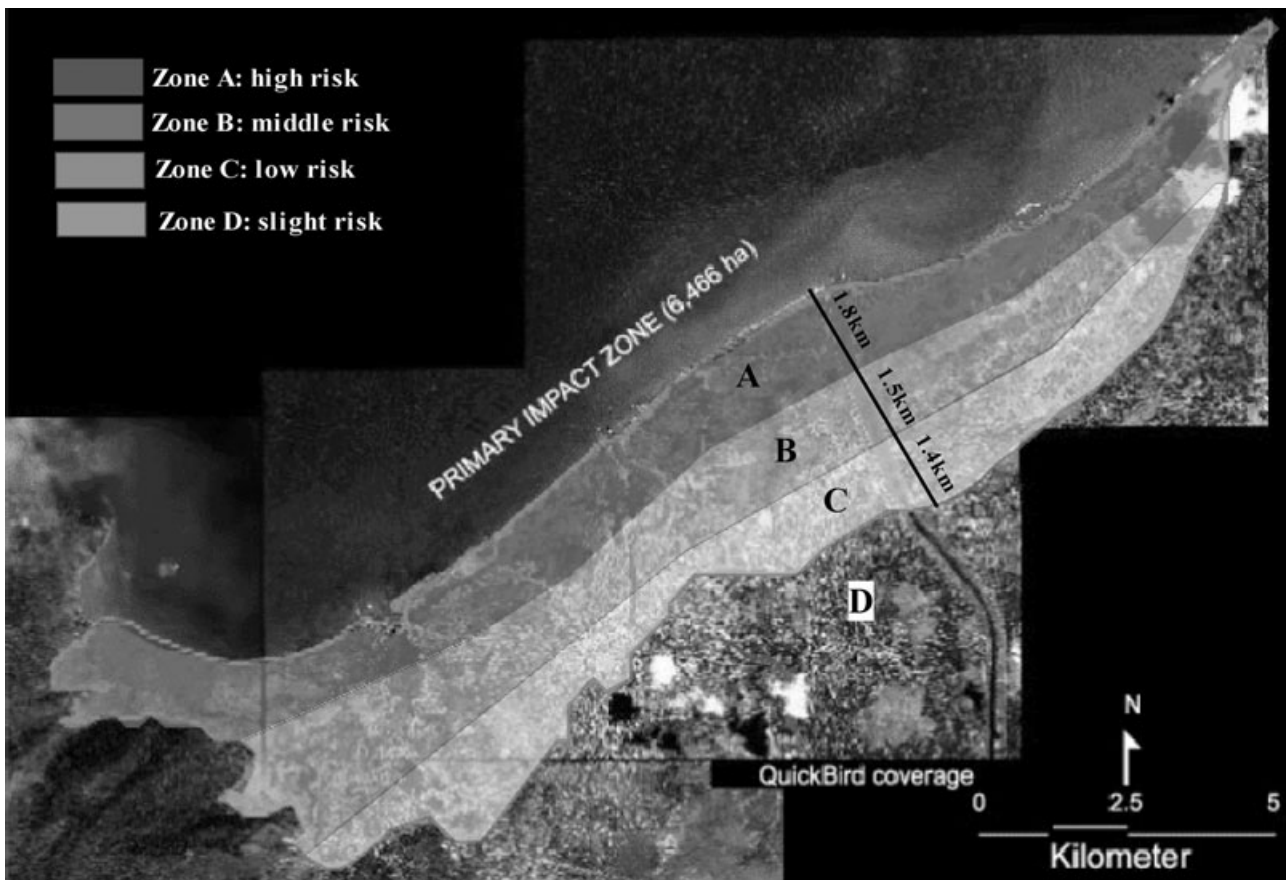 Zone A: high risk
Zone B: middle risk
Zone C: low risk
Zone D: slight risk
PRIMARY IMPACT ZONE (6,466 ha)
1.8km
A
1.5km
B
1.4km
C
D
N
QuickBird coverage
0 2.5 5
Kilometer